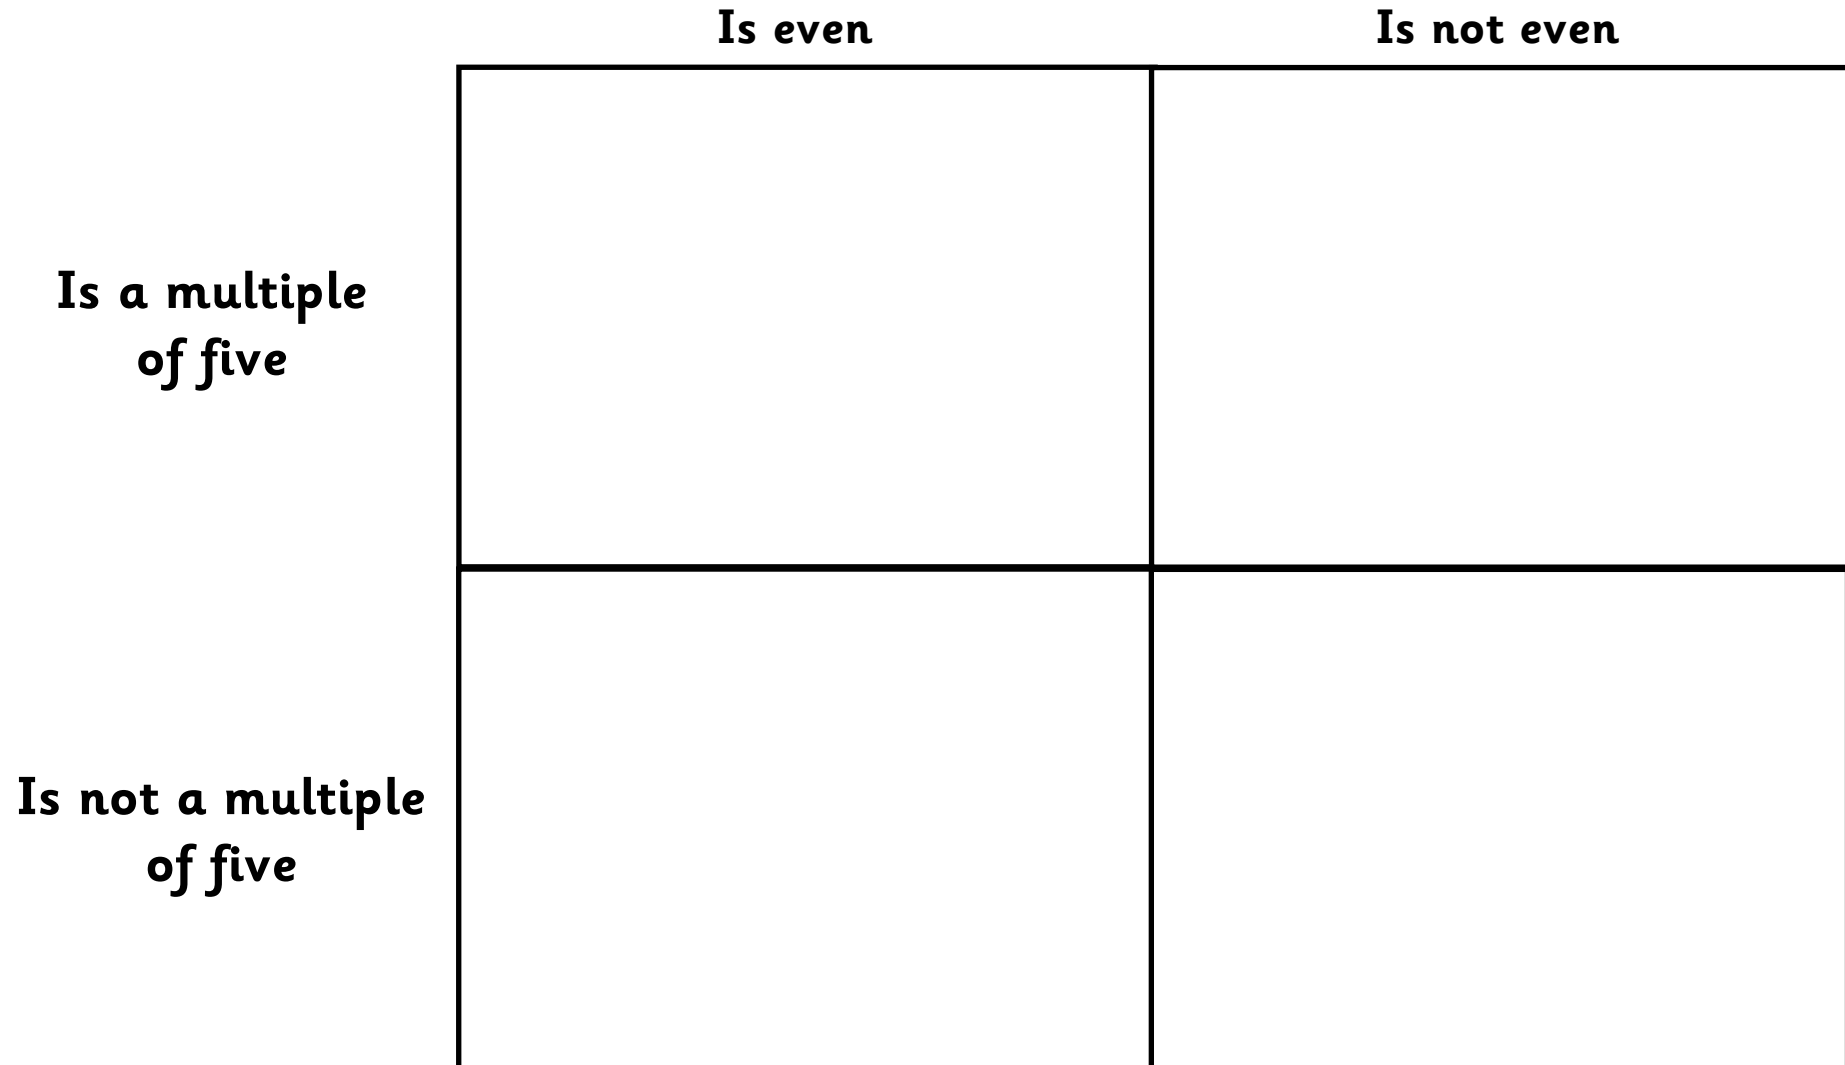 Is even
Is not even
Is a multiple
of five
Is not a multiple
of five